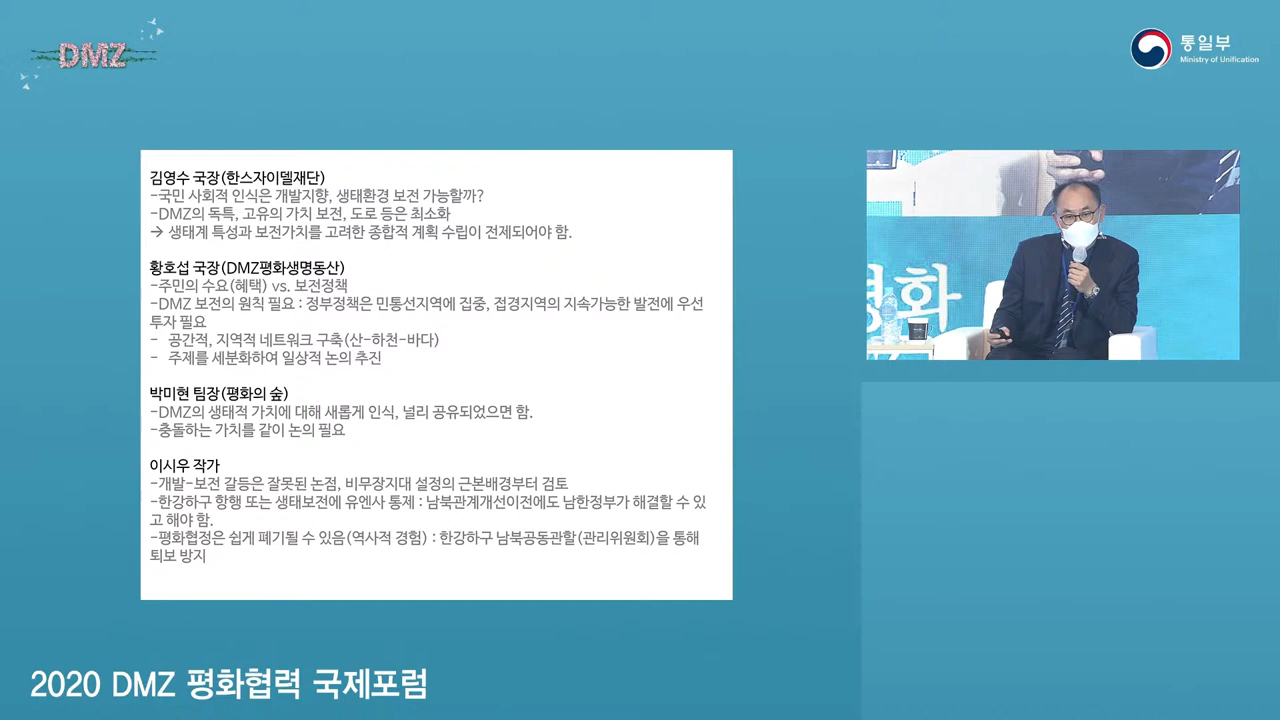 DMZ
통일부
Ministry of Unification
김영수 국장(한스자이델재단)
-국민 사회적 인식은 개발지향, 생태환경 보전 가능할까?
-DMZ의 독특, 고유의 가치 보전, 도로 등은 최소화
→ 생태계 특성과 보전가치를 고려한 종합적 계획 수립이 전제되어야 함.
황호섭 국장(DMZ평화생명동산)
-주민의 수요(혜택) vs. 보전정책
-DMZ 보전의 원칙 필요 : 정부정책은 민통선지역에 집중, 접경지역의 지속가능한 발전에 우선
투자 필요
- 공간적, 지역적 네트워크 구축(산-하천-바다)
- 주제를 세분화하여 일상적 논의 추진
박미현 팀장(평화의 숲)
-DMZ의 생태적 가치에 대해 새롭게 인식, 널리 공유되었으면 함.
-충돌하는 가치를 같이 논의 필요
이시우 작가
-개발-보전 갈등은 잘못된 논점, 비무장지대 설정의 근본배경부터 검토
-한강하구 항행 또는 생태보전에 유엔사 통제 : 남북관계개선이전에도 남한정부가 해결할 수 있
고 해야 함.
-평화협정은 쉽게 폐기될 수 있음(역사적 경험) : 한강하구 남북공동관할(관리위원회)을 통해
퇴보 방지
2020 DMZ 평화협력 국제포럼